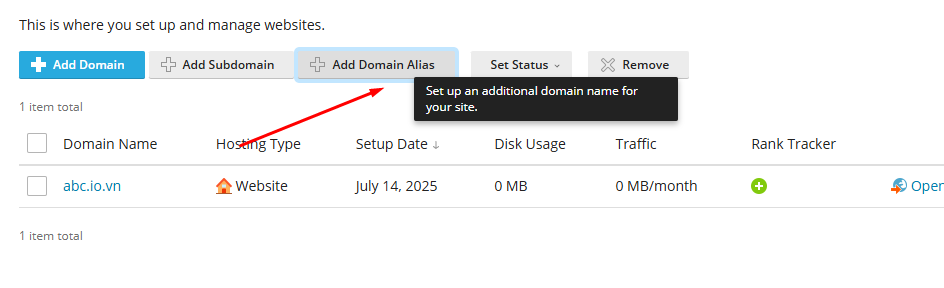 This is where you set up and manage websites.
Add Domain Add Subdomain Add Domain Alias Set Status Remove
Set up an additional domain name for
your site.
1 item total
Domain Name Hosting Type Setup Date ↓ Disk Usage Traffic Rank Tracker
abc.io.vn Website July 14, 2025 0 MB 0 MB/month Open
1 item total